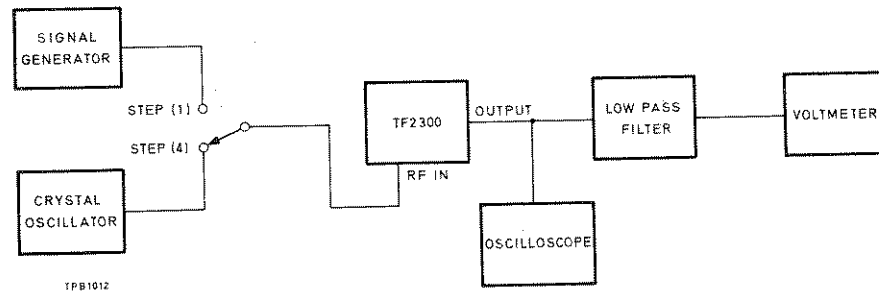 SIGNAL
GENERATOR
STEP (1)
STEP (4)
CRYSTAL
OSCILLATOR
TF2300
RF IN
OUTPUT
OSCILLOSCOPE
LOW PASS
FILTER
VOLTMETER
TPB1012